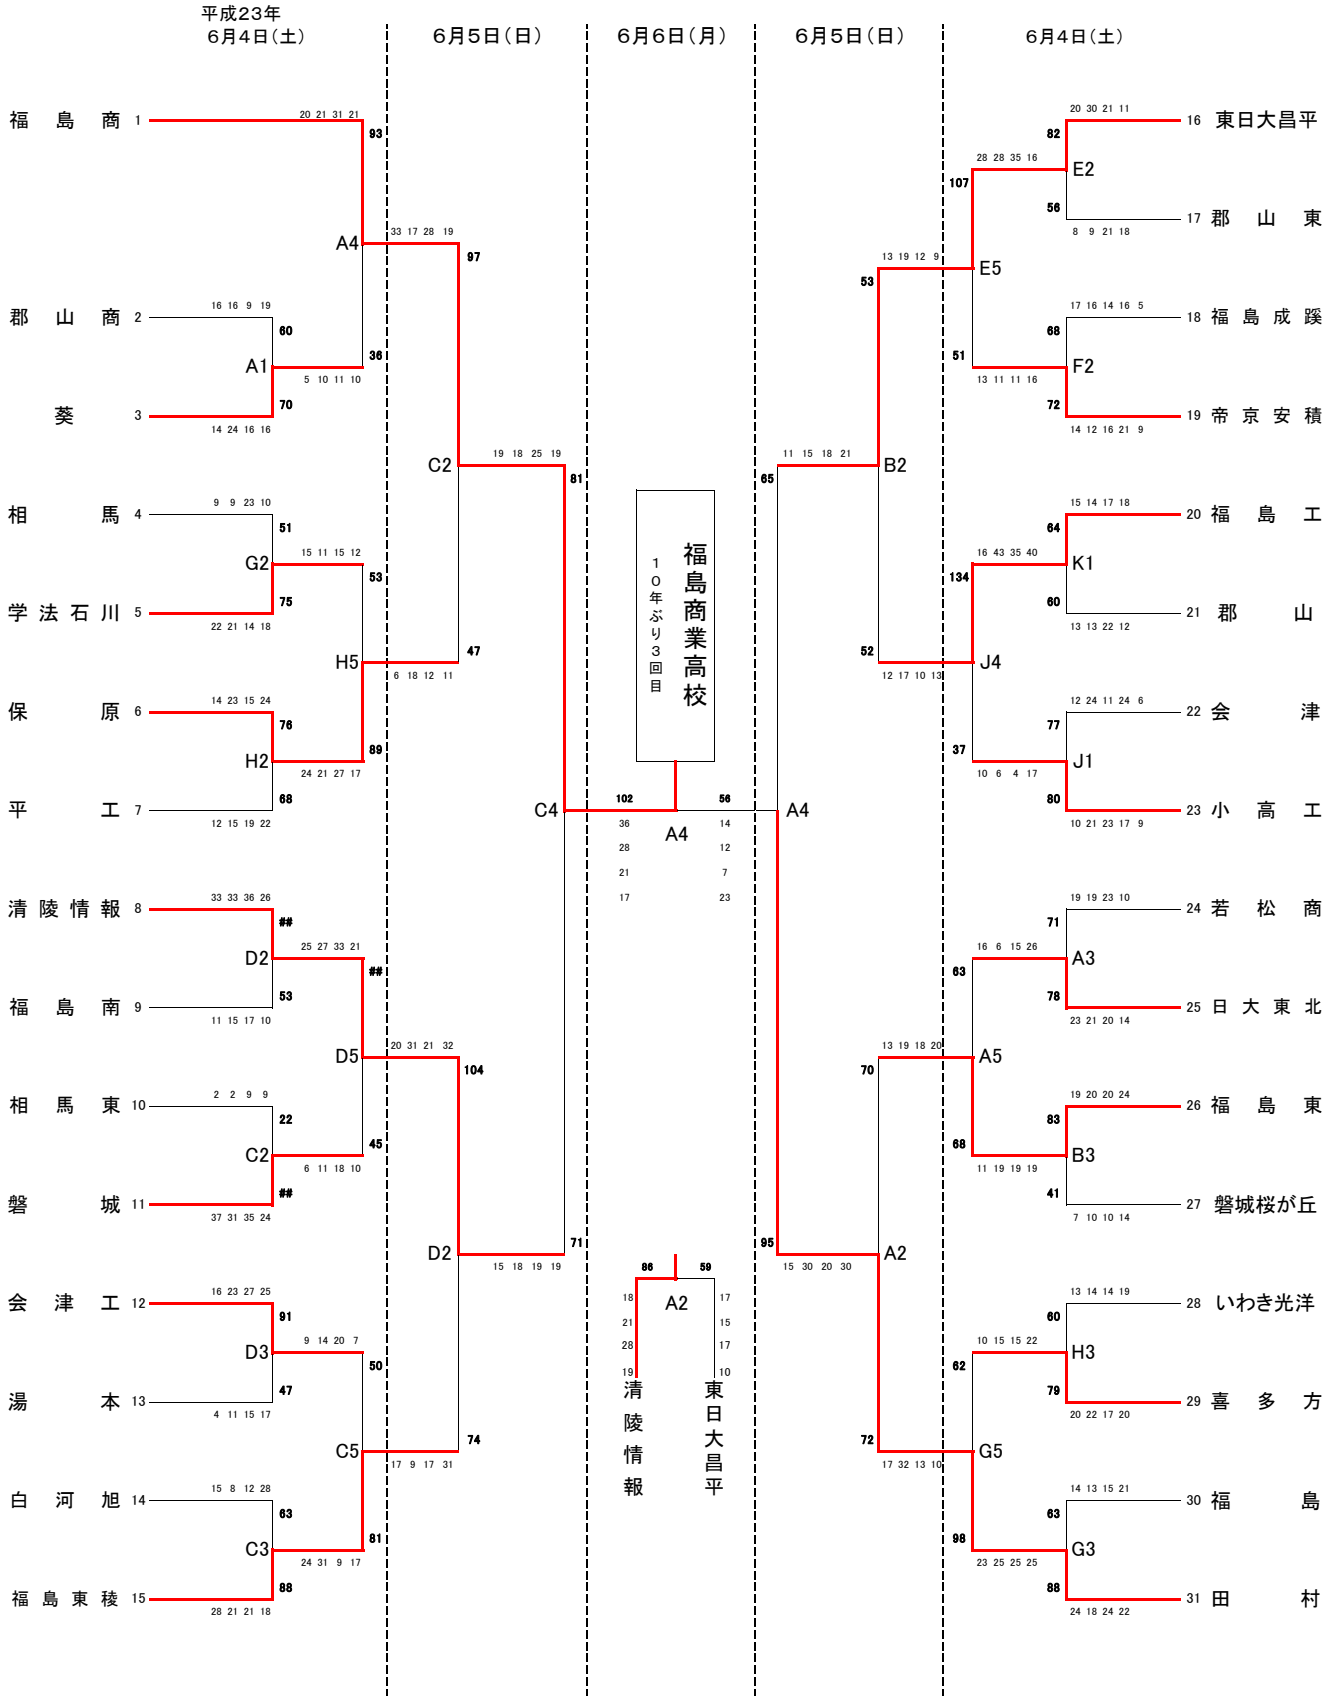 平成23年
6月4日(土)
6月5日(日)
6月6日(月)
6月5日(日)
6月4日(土)
福島商 1
20 21 31 21
93
A4
36
郡山商 2
16 16 9 19
60
A1
5 10 11 10
70
葵 3
14 24 16 16
33 17 28 19
97
相馬 4
9 9 23 10
51
G2
15 11 15 12
53
75
学法石川 5
22 21 14 18
H5
6 18 12 11
47
保原 6
14 23 15 24
76
H2
24 21 27 17
89
68
平工 7
12 15 19 22
C2
19 18 25 19
81
清陵情報 8
33 33 36 26
##
D2
25 27 33 21
##
53
福島南 9
11 15 17 10
D5
20 31 21 32
104
相馬東 10
2 2 9 9
22
C2
6 11 18 10
45
##
磐城 11
37 31 35 24
D2
15 18 19 19
71
会津工 12
16 23 27 25
91
D3
9 14 20 7
50
47
湯本 13
4 11 15 17
C5
17 9 17 31
74
白河旭 14
15 8 12 28
63
C3
24 31 9 17
81
88
福島東稜 15
28 21 21 18
C4
福島商業高校
10年ぶり3回目
102
36
28
21
17
A4
56
14
12
7
23
A4
86
18
21
28
19
A2
59
17
15
17
10
清陵情報
東日大昌平
65
11 15 18 21
B2
53
13 19 12 9
52
12 17 10 13
95
15 30 20 30
A2
70
13 19 18 20
72
17 32 13 10
20 30 21 11
16 東日大昌平
82
E2
28 28 35 16
107
56
8 9 21 18
17 郡山東
E5
17 16 14 16 5
18 福島成蹊
68
F2
51
13 11 11 16
72
14 12 16 21 9
19 帝京安積
15 14 17 18
20 福島工
64
K1
16 43 35 40
134
60
13 13 22 12
21 郡山
J4
12 24 11 24 6
22 会津
77
J1
37
10 6 4 17
80
10 21 23 17 9
23 小高工
19 19 23 10
24 若松商
71
A3
16 6 15 26
63
78
23 21 20 14
25 日大東北
A5
19 20 20 24
26 福島東
83
B3
68
11 19 19 19
41
7 10 10 14
27 磐城桜が丘
13 14 14 19
28 いわき光洋
60
H3
10 15 15 22
62
79
20 22 17 20
29 喜多方
G5
14 13 15 21
30 福島
63
G3
98
23 25 25 25
88
24 18 24 22
31 田村